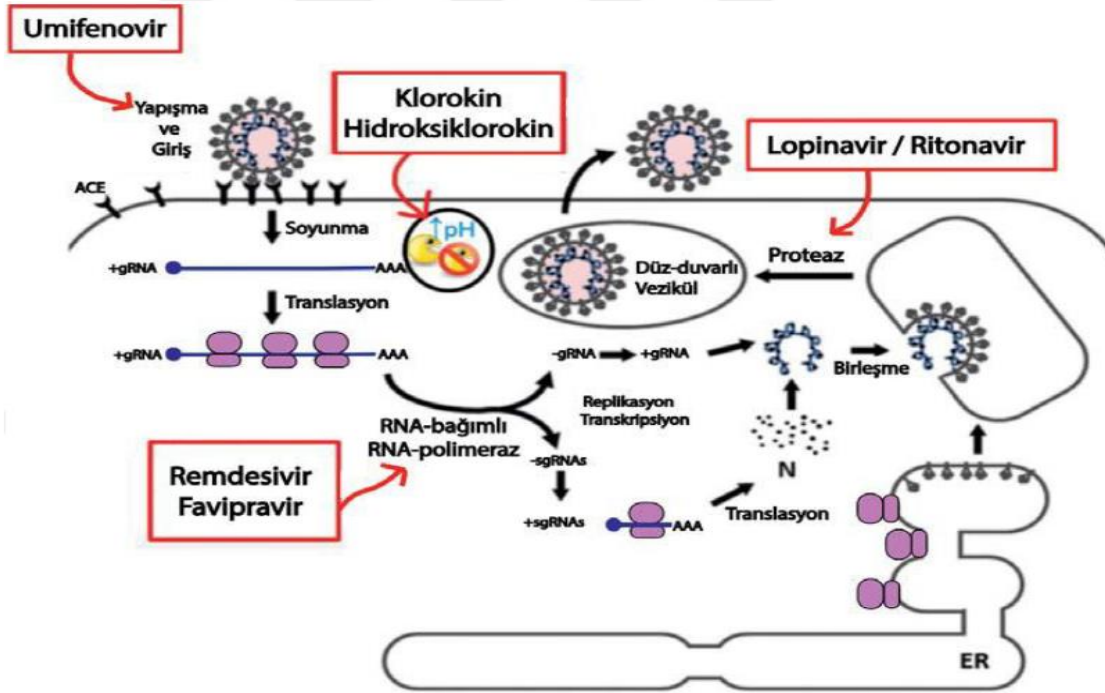 Umifenovir
Yapışma
ve
Giriş
Klorokin
Hidroksiklorokin
Lopinavir / Ritonavir
ACE
Soyunma
↑pH
+gRNA
AAA
Düz-duvarlı
Vezikül
Proteaz
Translasyon
+gRNA
AAA
-gRNA
+gRNA
Birleşme
Replikasyon
Transkripsiyon
RNA-bağımlı
RNA-polimeraz
-sgRNAs
N
Remdesivir
Favipravir
+sgRNAs
AAA
Translasyon
ER